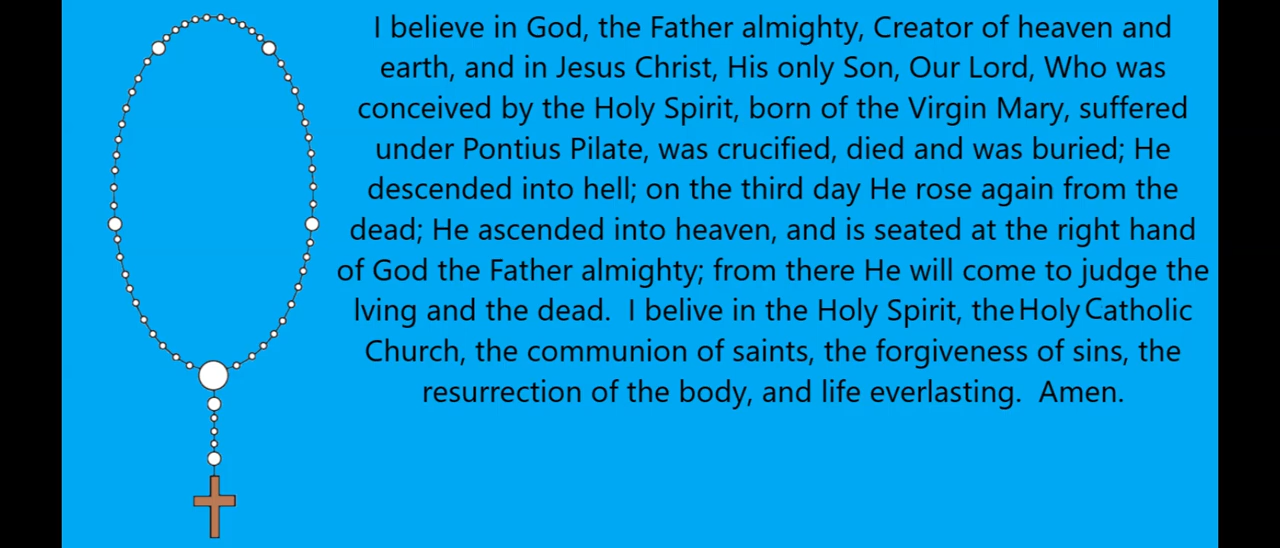 I believe in God, the Father almighty, Creator of heaven and
earth, and in Jesus Christ, His only Son, Our Lord, Who was
conceived by the Holy Spirit, born of the Virgin Mary, suffered
under Pontius Pilate, was crucified, died and was buried; He
descended into hell; on the third day He rose again from the
dead; He ascended into heaven, and is seated at the right hand
of God the Father almighty; from there He will come to judge the
lving and the dead.  I belive in the Holy Spirit, the Holy Catholic
Church, the communion of saints, the forgiveness of sins, the
resurrection of the body, and life everlasting.  Amen.